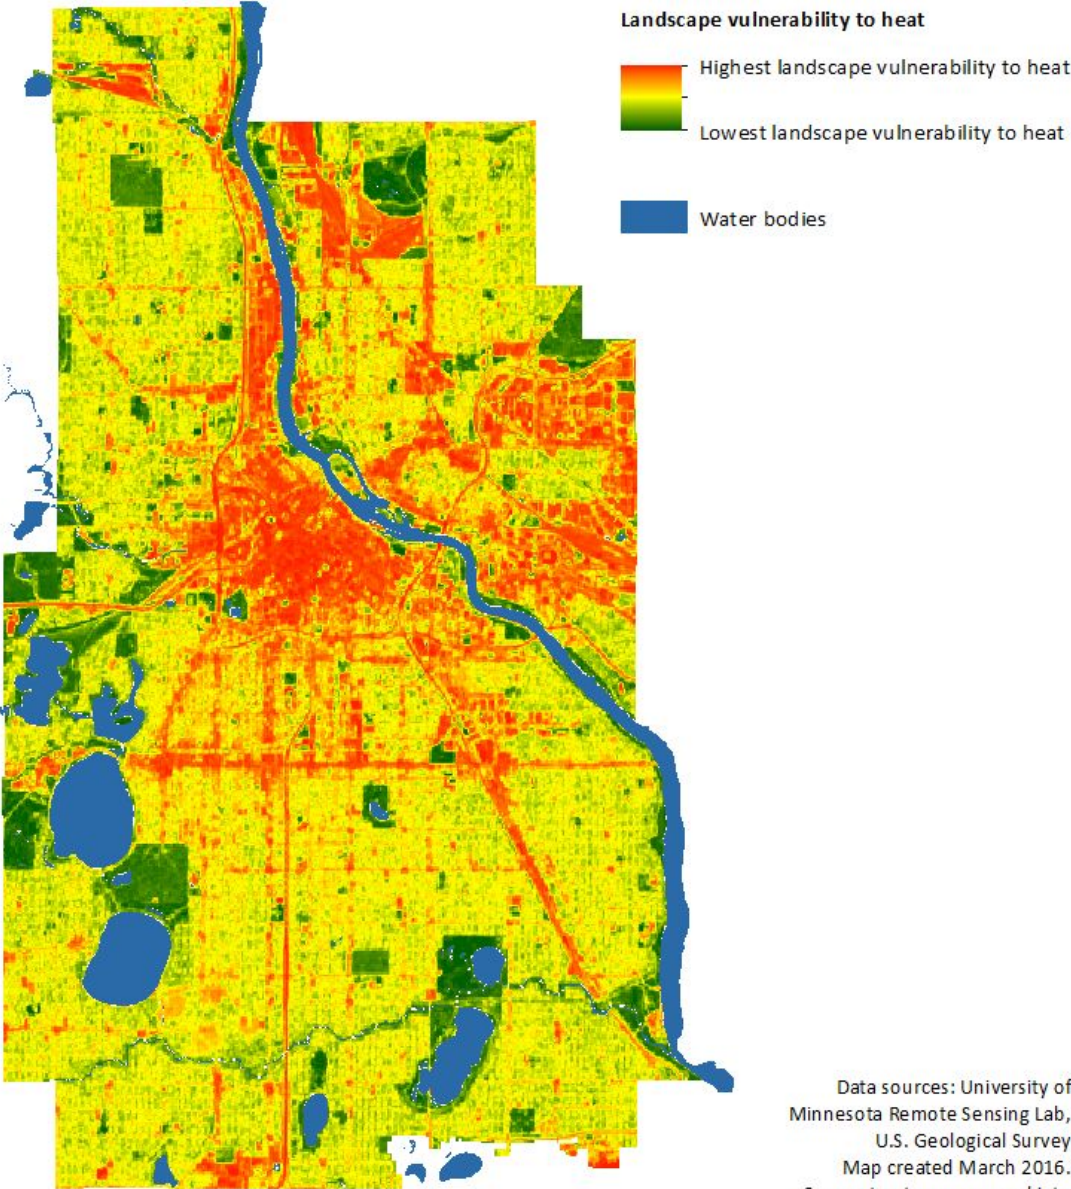 Landscape vulnerability to heat
Highest landscape vulnerability to heat
Lowest landscape vulnerability to heat
Water bodies
Data sources: University of
Minnesota Remote Sensing Lab,
U.S. Geological Survey
Map created March 2016.